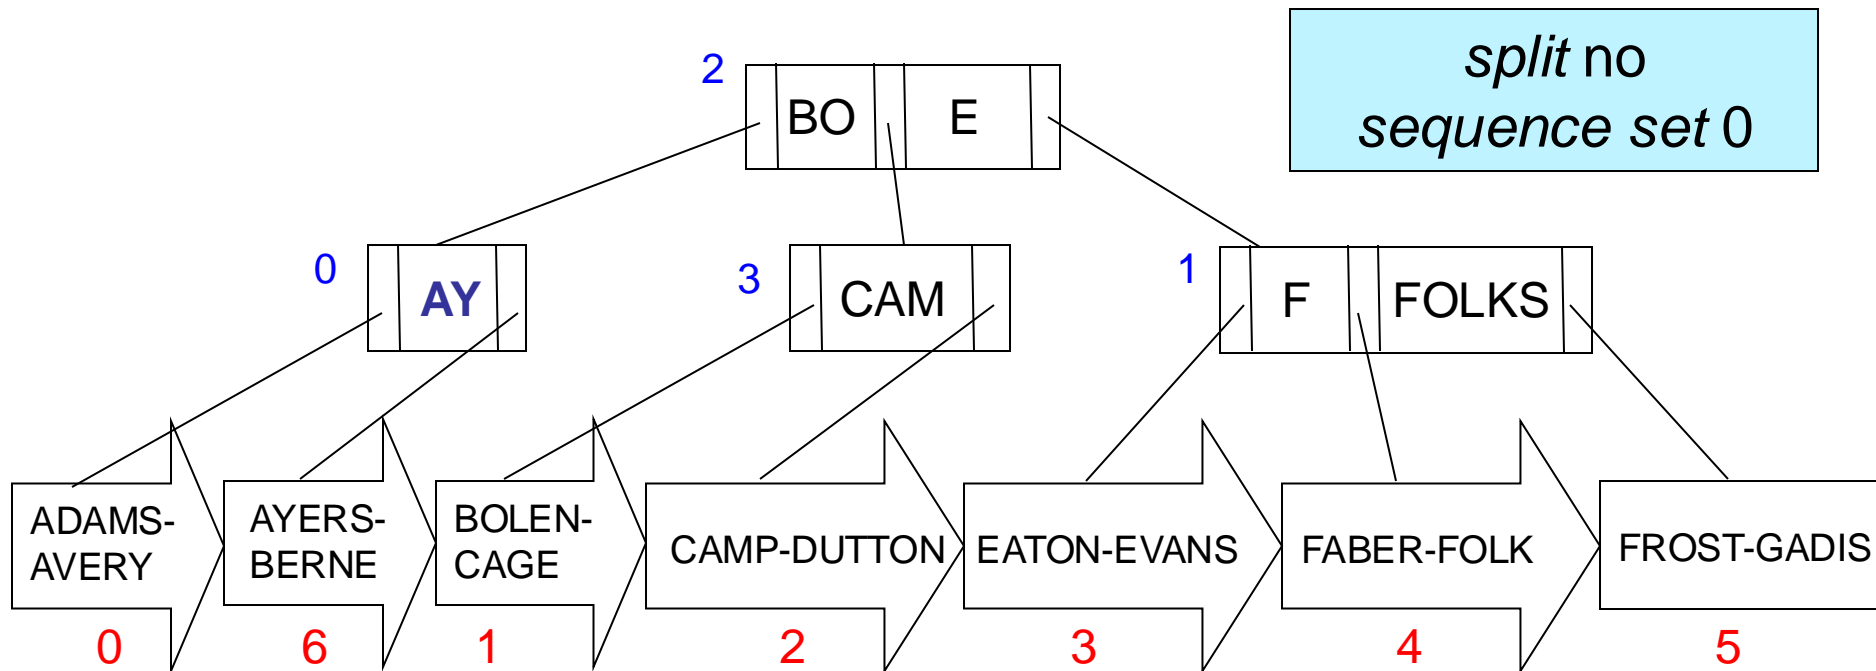 split no
sequence set 0
2
BO
E
0
AY
3
CAM
1
F
FOLKS
ADAMS-
AVERY
AYERS-
BERNE
BOLEN-
CAGE
CAMP-DUTTON
EATON-EVANS
FABER-FOLK
FROST-GADIS
0
6
1
2
3
4
5